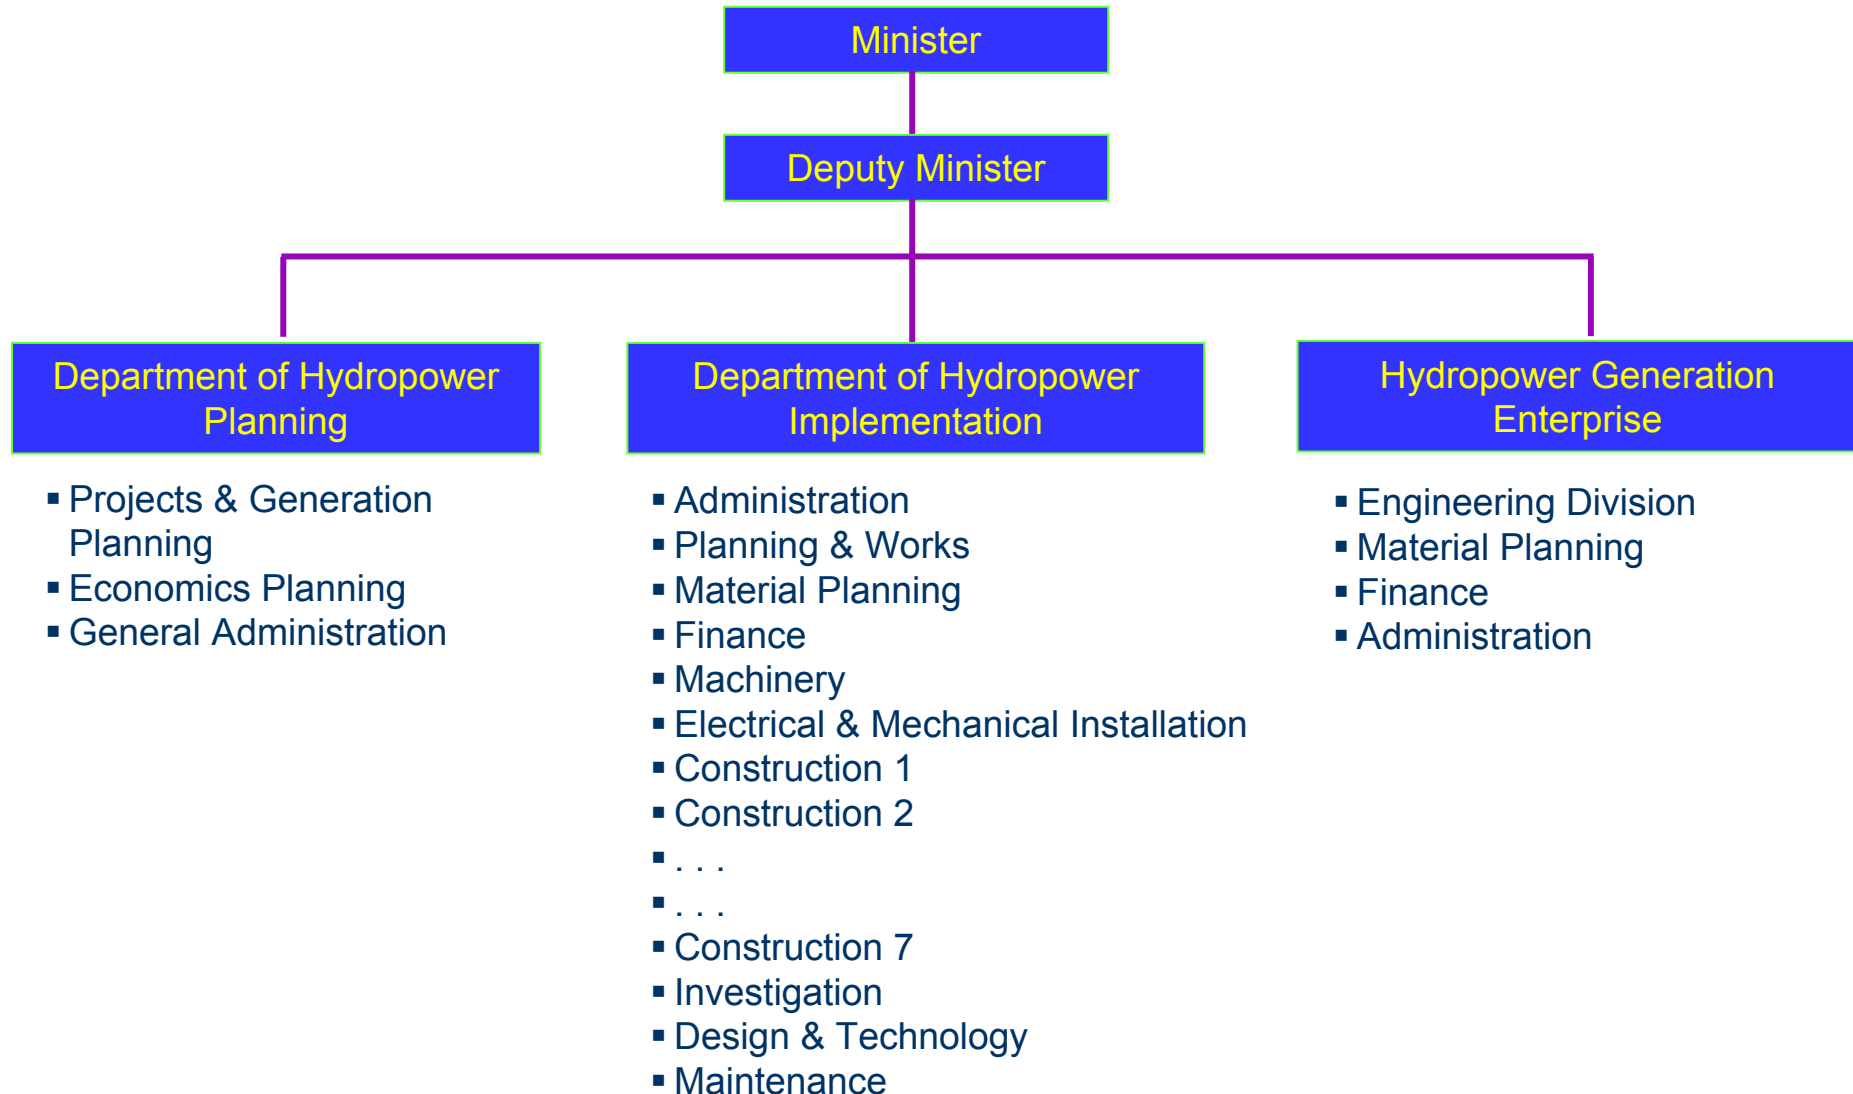 Minister
Deputy Minister
Department of Hydropower
Planning
Department of Hydropower
Implementation
Hydropower Generation
Enterprise
▪ Projects & Generation
Planning
▪ Economics Planning
▪ General Administration
▪ Administration
▪ Planning & Works
▪ Material Planning
▪ Finance
▪ Machinery
▪ Electrical & Mechanical Installation
▪ Construction 1
▪ Construction 2
▪ . . .
▪ . . .
▪ Construction 7
▪ Investigation
▪ Design & Technology
▪ Maintenance
▪ Engineering Division
▪ Material Planning
▪ Finance
▪ Administration